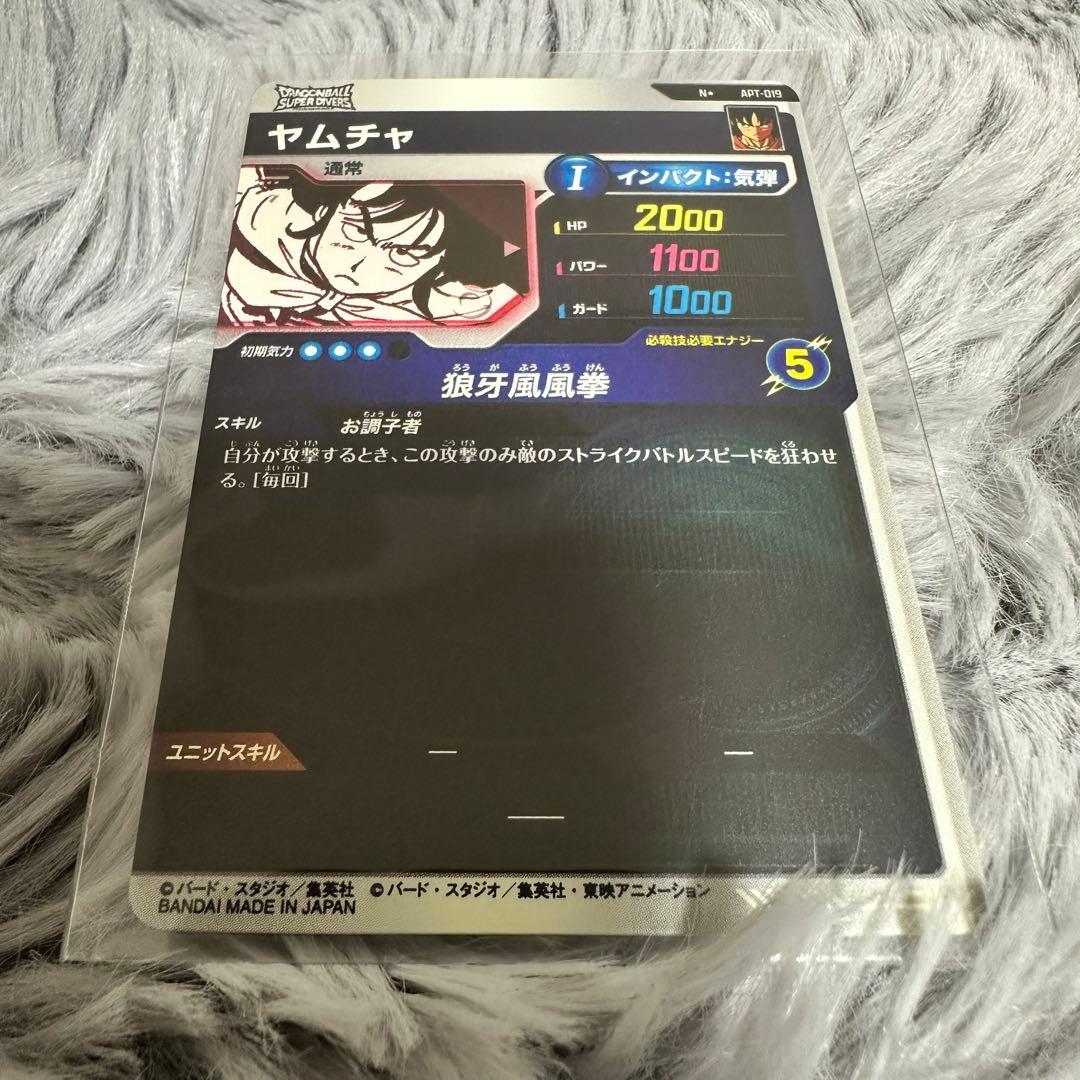 DRAGONBALL
SUPER DIVERS
N● APT-019
ヤムチャ
通常
I インパクト:気弾
HP 2000
パワー 1100
ガード 1000
初期気力
必殺技必要エナジー
5
ろうがふうふうけん
狼牙風風拳
スキル
ちょうしもの
お調子者
じぶん こうげき こうげき てき くる
自分が攻撃するとき、この攻撃のみ敵のストライクバトルスピードを狂わせ
まいかい
る。[毎回]
ユニットスキル ― ―
―
©バード・スタジオ/集英社 ©バード・スタジオ/集英社・東映アニメーション
BANDAI MADE IN JAPAN